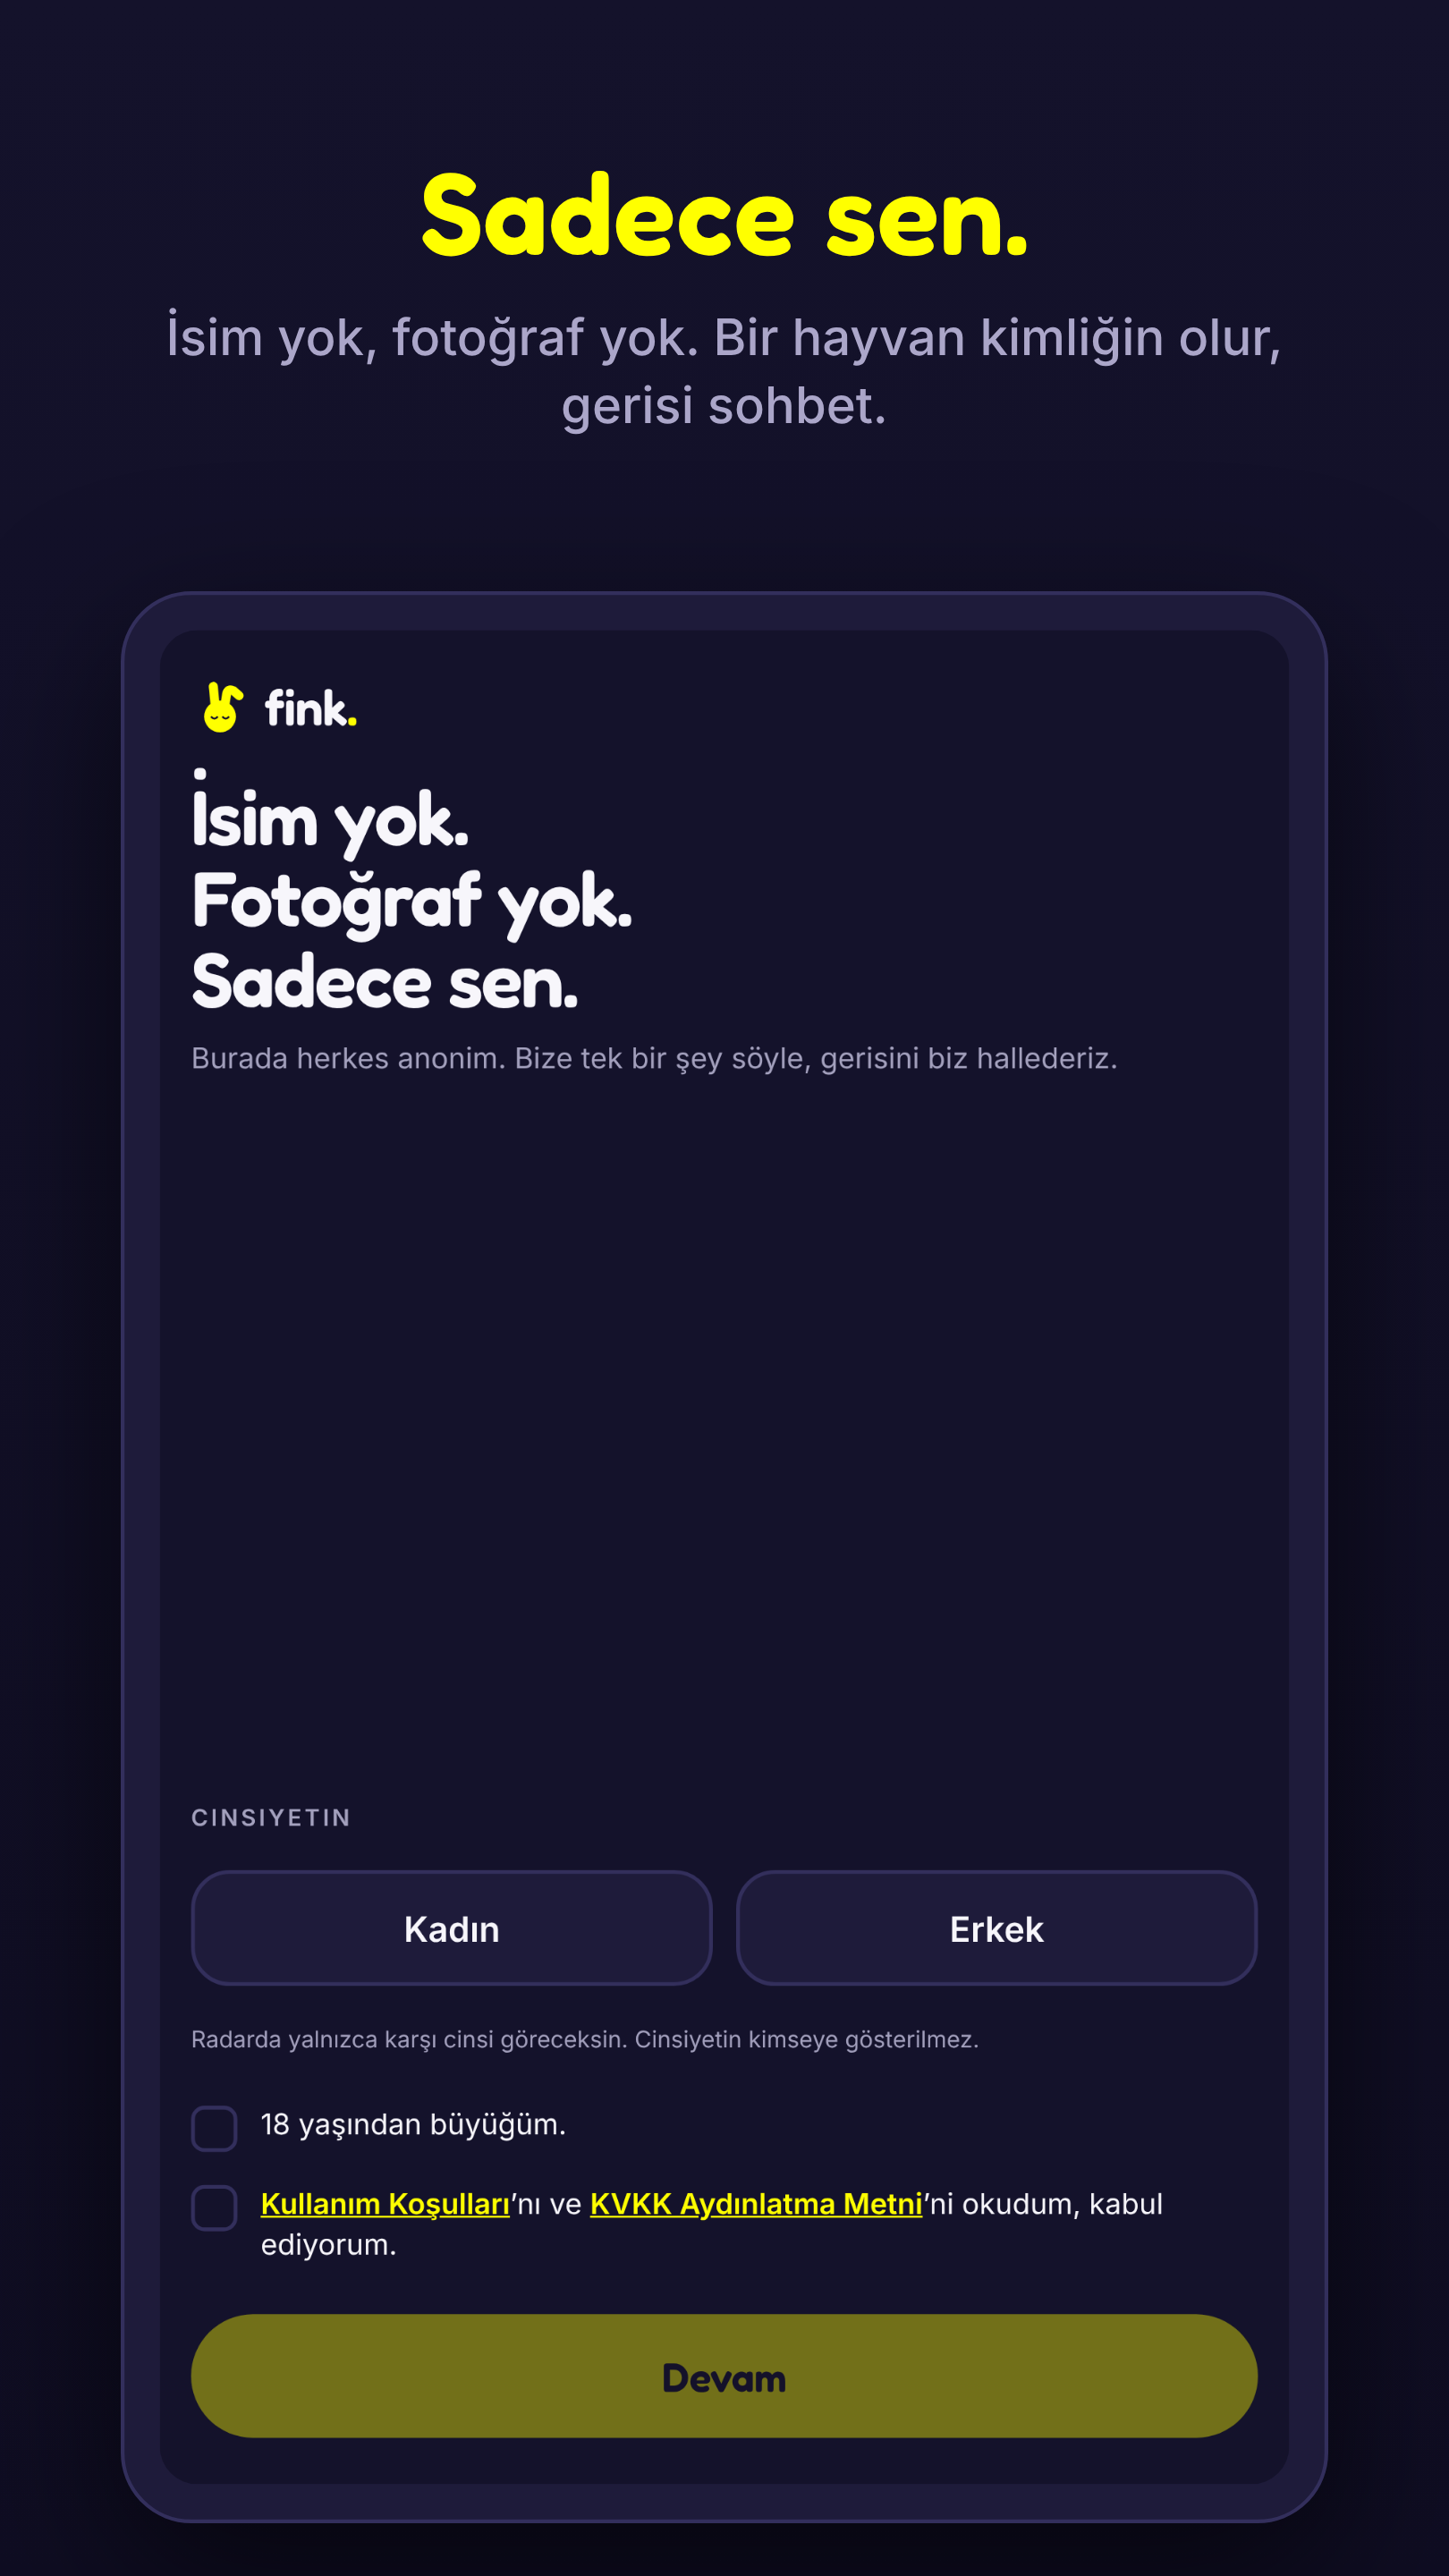 Sadece sen.
İsim yok, fotoğraf yok. Bir hayvan kimliğin olur,
gerisi sohbet.
fink.
İsim yok.
Fotoğraf yok.
Sadece sen.
Burada herkes anonim. Bize tek bir şey söyle, gerisini biz hallederiz.
CINSIYETIN
Kadın
Erkek
Radarda yalnızca karşı cinsi göreceksin. Cinsiyetin kimseye gösterilmez.
18 yaşından büyüğüm.
Kullanım Koşulları’nı ve KVKK Aydınlatma Metni’ni okudum, kabul
ediyorum.
Devam